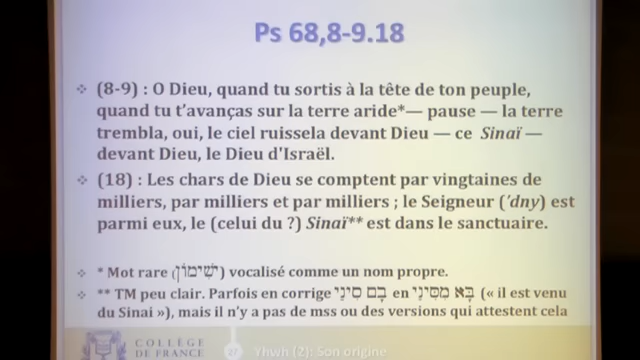 Ps 68,8-9.18
❖ (8-9) : O Dieu, quand tu sortis à la tête de ton peuple,
quand tu t'avanças sur la terre aride*— pause — la terre
trembla, oui, le ciel ruissela devant Dieu — ce Sinaï —
devant Dieu, le Dieu d'Israël.
❖ (18) : Les chars de Dieu se comptent par vingtaines de
milliers, par milliers et par milliers ; le Seigneur ('dny) est
parmi eux, le (celui du ?) Sinaï** est dans le sanctuaire.
❖ * Mot rare (יְשִׁימוֹן) vocalisé comme un nom propre.
❖ ** TM peu clair. Parfois en corrige בָם סִינַי en בָּא מִסִּינַי (« il est venu
du Sinai »), mais il n'y a pas de mss ou des versions qui attestent cela
COLLÈGE
DE FRANCE
Yhwh (2): Son origine